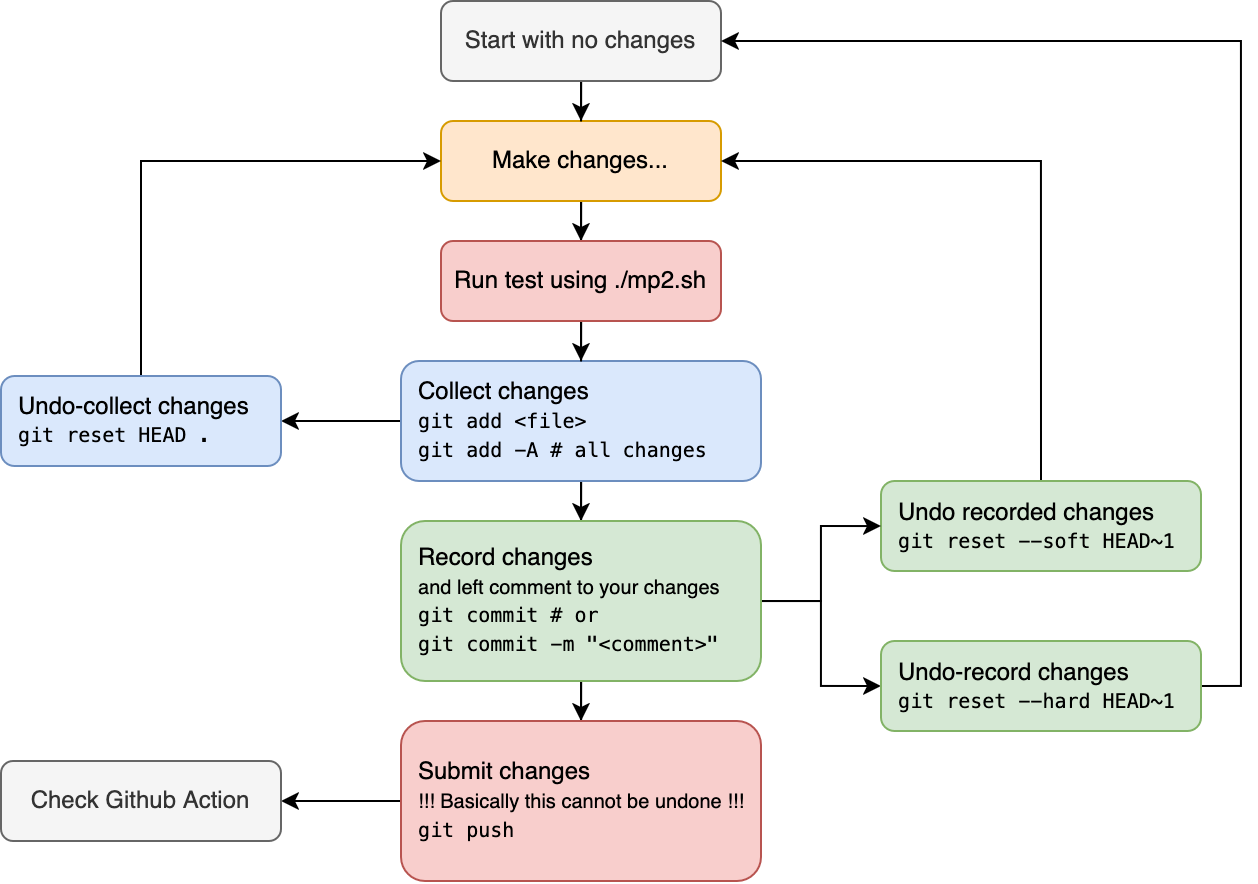 Start with no changes
Make changes...
Run test using ./mp2.sh
Collect changes
git add <file>
git add -A # all changes
Undo-collect changes
git reset HEAD .
Record changes
and left comment to your changes
git commit # or
git commit -m "<comment>"
Undo recorded changes
git reset --soft HEAD~1
Undo-record changes
git reset --hard HEAD~1
Submit changes
!!! Basically this cannot be undone !!!
git push
Check Github Action